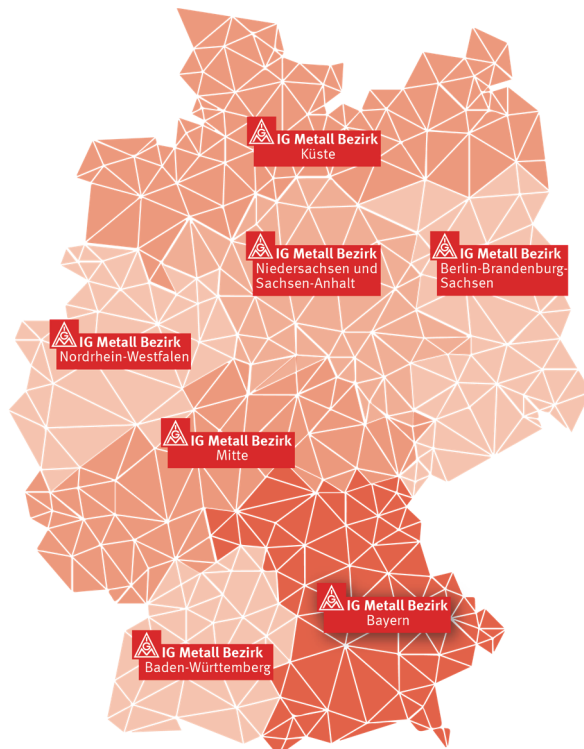 IG Metall Bezirk
Küste
IG Metall Bezirk
Niedersachsen und
Sachsen-Anhalt
IG Metall Bezirk
Berlin-Brandenburg-
Sachsen
IG Metall Bezirk
Nordrhein-Westfalen
IG Metall Bezirk
Mitte
IG Metall Bezirk
Bayern
IG Metall Bezirk
Baden-Württemberg